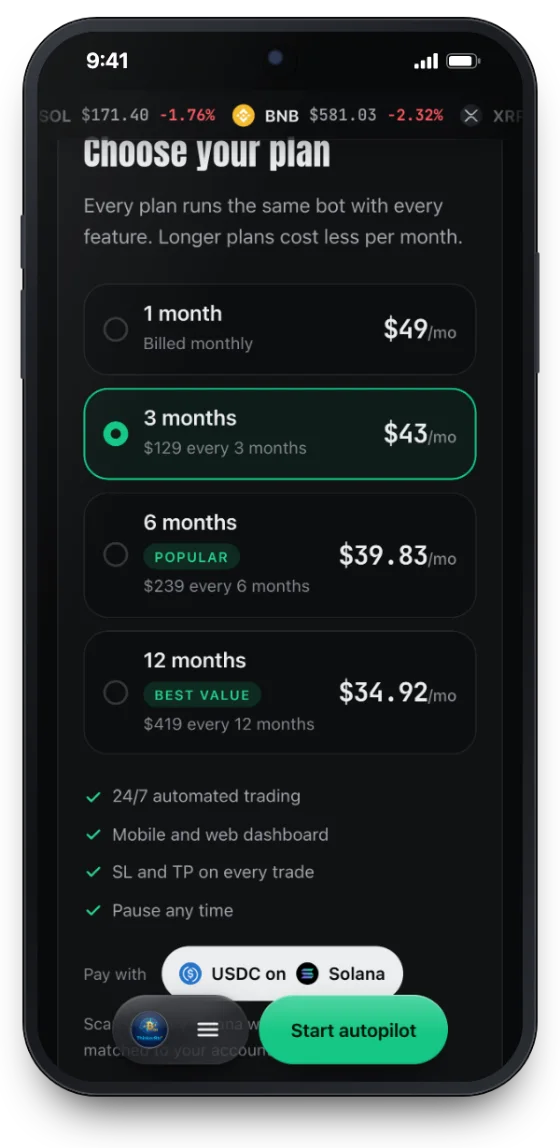 9:41
SOL $171.40 -1.76% BNB $581.03 -2.32% XRP
Choose your plan
Every plan runs the same bot with every
feature. Longer plans cost less per month.
1 month
Billed monthly
$49/mo
3 months
$129 every 3 months
$43/mo
6 months
POPULAR
$239 every 6 months
$39.83/mo
12 months
BEST VALUE
$419 every 12 months
$34.92/mo
24/7 automated trading
Mobile and web dashboard
SL and TP on every trade
Pause any time
Pay with USDC on Solana
matched to your account
Start autopilot